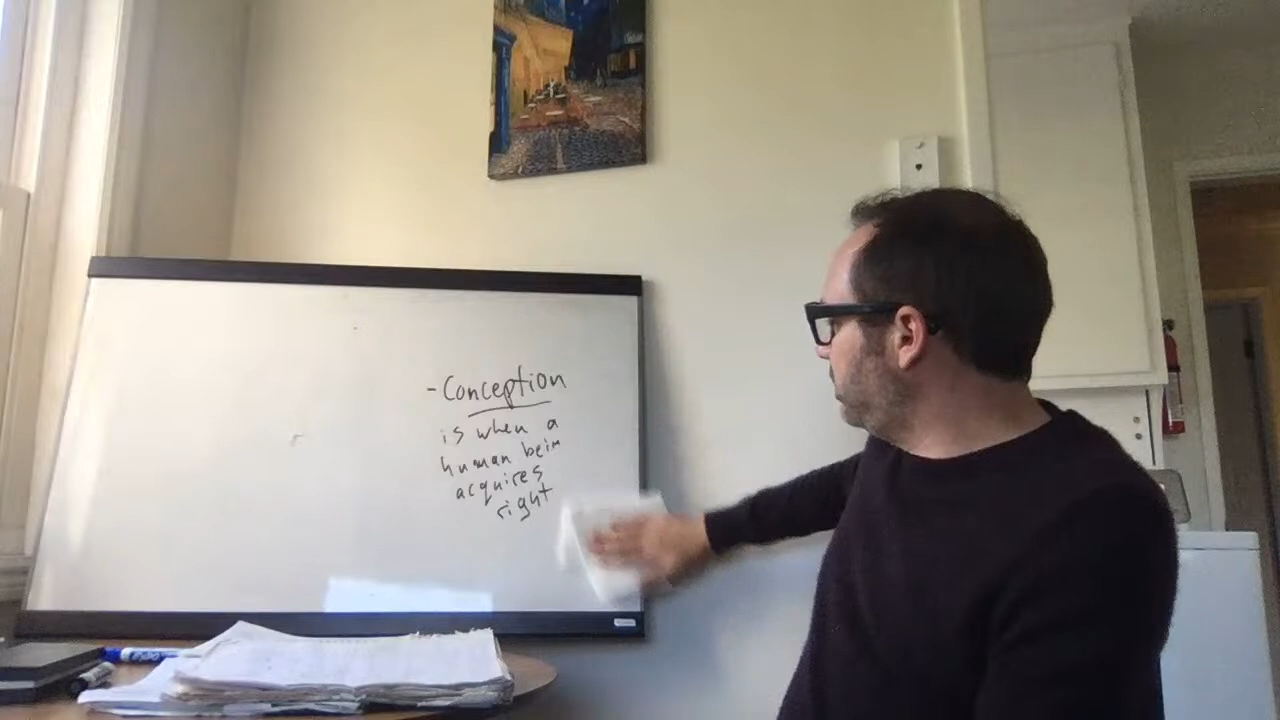 - Conception
is when a
human bein
acquires
right